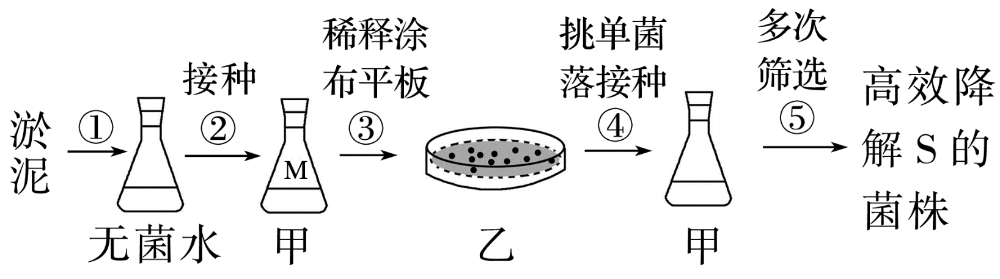 淤泥
①
无菌水
接种
②
M
甲
稀释涂
布平板
③
乙
挑单菌
落接种
④
甲
多次
筛选
⑤
高效降
解 S 的
菌株